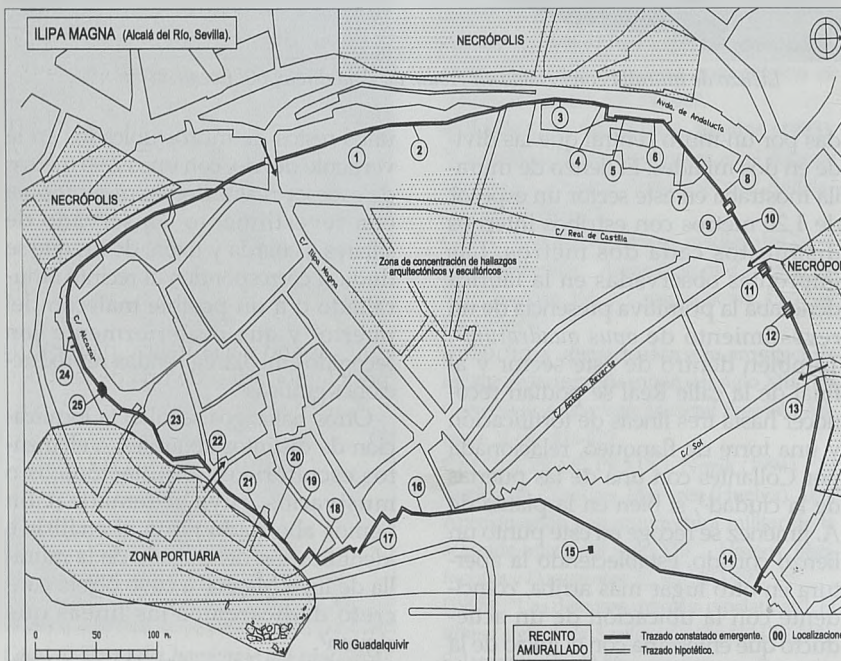 ILIPA MAGNA (Alcalá del Río, Sevilla).
NECRÓPOLIS
Avda. de Andalucía
1
2
3
4
5
6
7
8
9
10
NECRÓPOLIS
C/ Ilipa Magna
C/ Real de Castilla
Zona de concentración de hallazgos
arquitectónicos y escultóricos
NECRÓPOL
11
12
13
C/ Alcázar
C/ Antonio Reverte
C/ Sol
24
25
23
22
21
20
19
18
17
16
15
14
ZONA PORTUARIA
0 50 100 m.
Río Guadalquivir
RECINTO
AMURALLADO
Trazado constatado emergente.
Trazado hipotético.
00 Localizacione